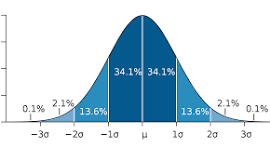 34.1% 34.1%
0.1% 2.1% 13.6% 13.6% 2.1% 0.1%
−3σ −2σ −1σ μ 1σ 2σ 3σ